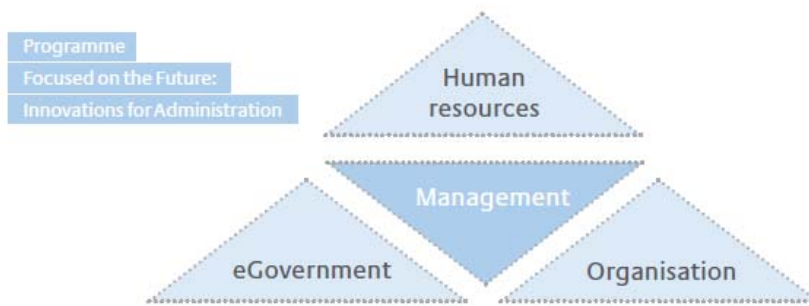 Programme
Focused on the Future:
Innovations for Administration
Human
resources
Management
eGovernment
Organisation